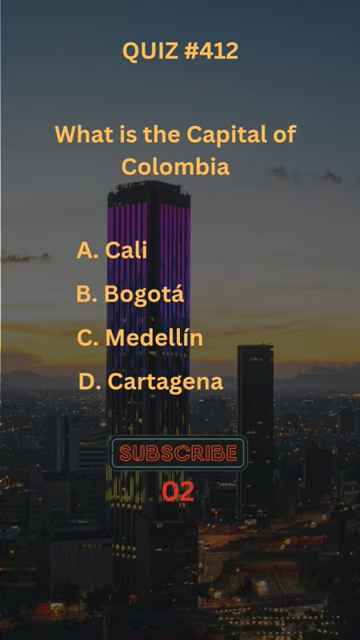 QUIZ #412
What is the Capital of
Colombia
A. Cali
B. Bogotá
C. Medellín
D. Cartagena
SUBSCRIBE
02